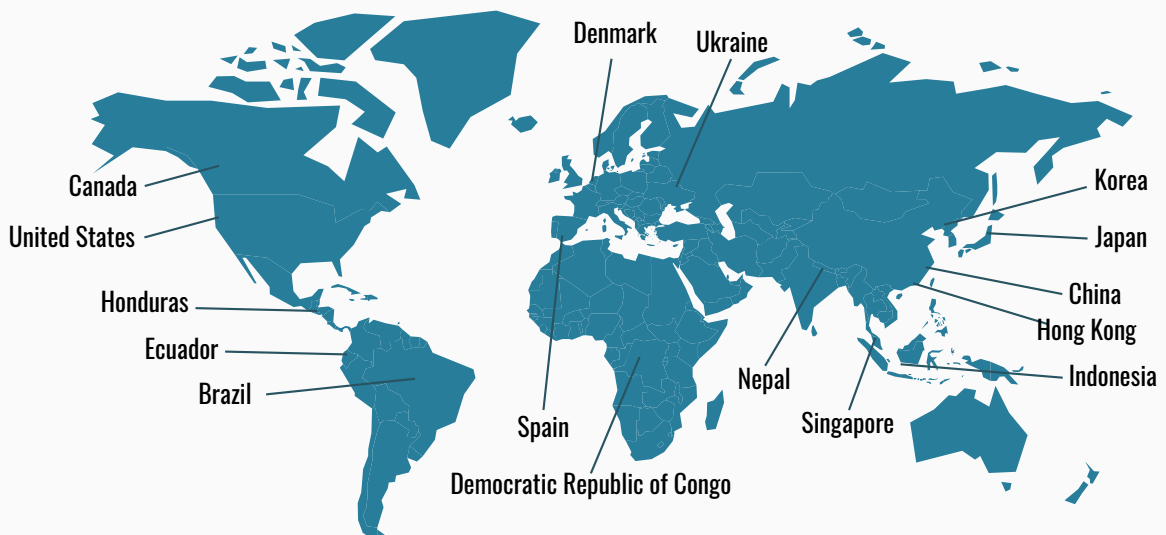 Denmark
Ukraine
Canada
Korea
United States
Japan
Honduras
China
Hong Kong
Ecuador
Nepal
Indonesia
Brazil
Spain
Singapore
Democratic Republic of Congo